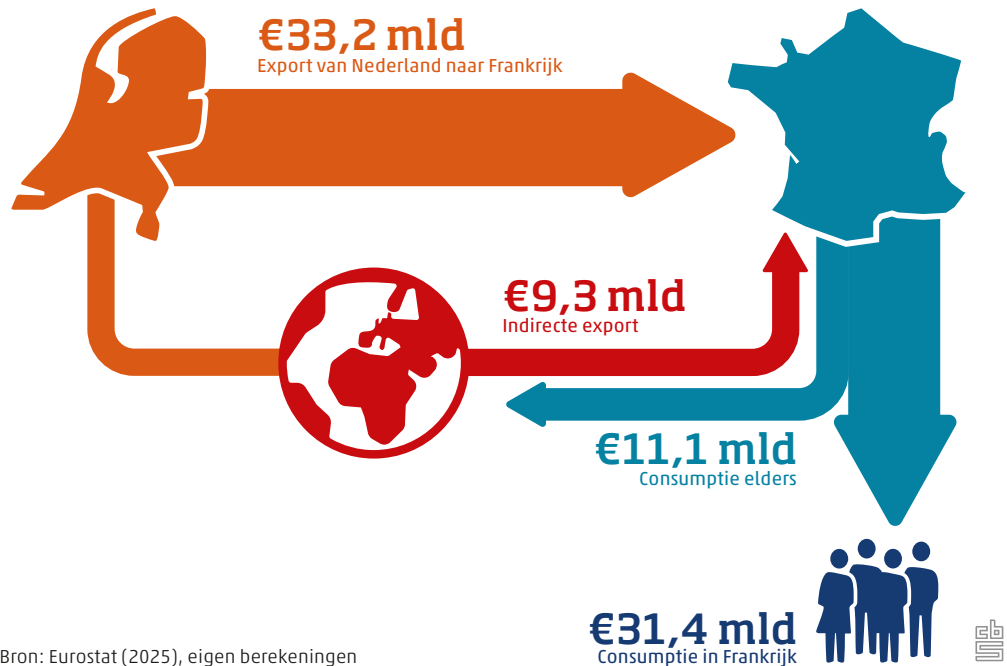 €33,2 mld
Export van Nederland naar Frankrijk
€9,3 mld
Indirecte export
€11,1 mld
Consumptie elders
€31,4 mld
Consumptie in Frankrijk
Bron: Eurostat (2025), eigen berekeningen
cbs